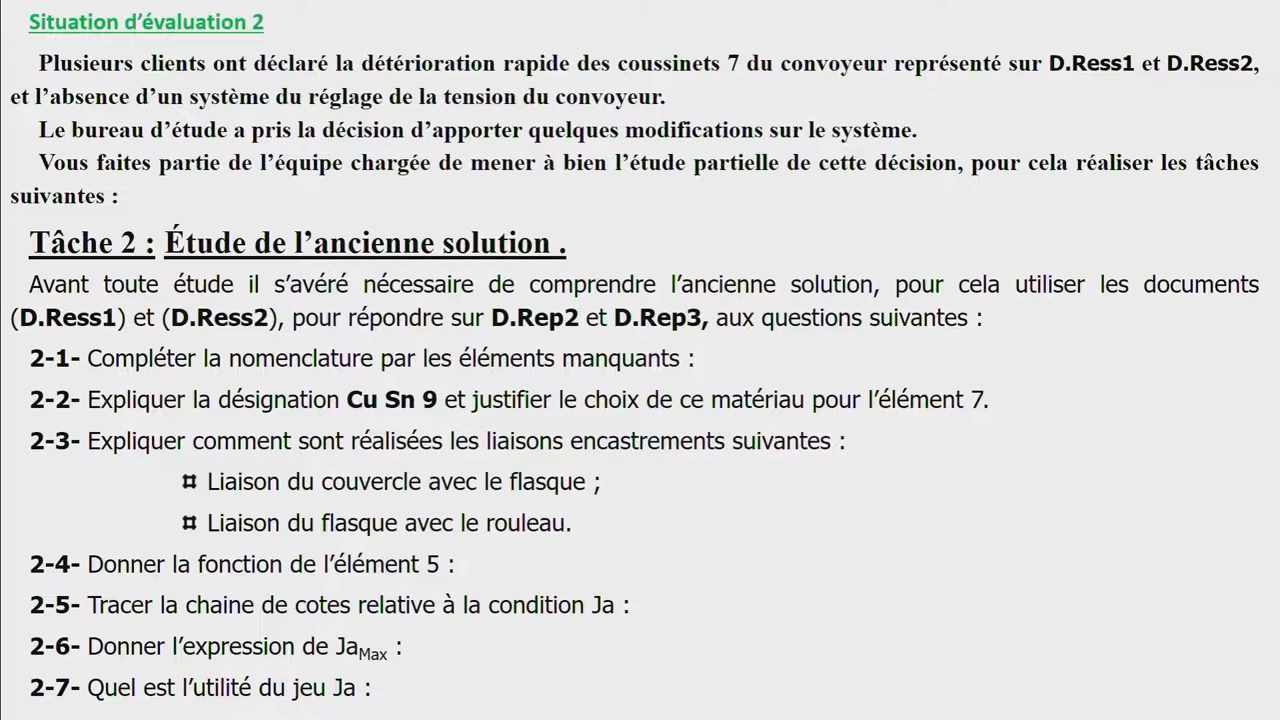 Situation d'évaluation 2
Plusieurs clients ont déclaré la détérioration rapide des coussinets 7 du convoyeur représenté sur D.Ress1 et D.Ress2,
et l'absence d'un système du réglage de la tension du convoyeur.
Le bureau d'étude a pris la décision d'apporter quelques modifications sur le système.
Vous faites partie de l'équipe chargée de mener à bien l'étude partielle de cette décision, pour cela réaliser les tâches
suivantes :
Tâche 2 : Étude de l'ancienne solution .
Avant toute étude il s'avéré nécessaire de comprendre l'ancienne solution, pour cela utiliser les documents
(D.Ress1) et (D.Ress2), pour répondre sur D.Rep2 et D.Rep3, aux questions suivantes :
2-1- Compléter la nomenclature par les éléments manquants :
2-2- Expliquer la désignation Cu Sn 9 et justifier le choix de ce matériau pour l'élément 7.
2-3- Expliquer comment sont réalisées les liaisons encastrements suivantes :
¤ Liaison du couvercle avec le flasque ;
¤ Liaison du flasque avec le rouleau.
2-4- Donner la fonction de l'élément 5 :
2-5- Tracer la chaine de cotes relative à la condition Ja :
2-6- Donner l'expression de JaMax :
2-7- Quel est l'utilité du jeu Ja :